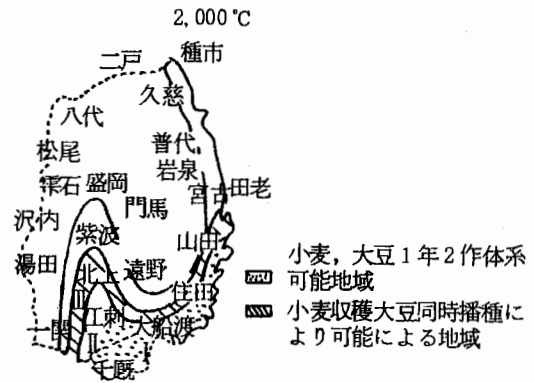 2,000℃
二戸
種市
久慈
八代
普代
松尾
岩泉
雫石
盛岡
宮古
田老
門馬
沢内
紫波
山田
湯田
北上
遠野
住田
Ⅲ
江刺
大船渡
一関
Ⅱ
Ⅰ
千厩
小麦，大豆1年2作体系
可能地域
小麦収穫大豆同時播種に
より可能による地域